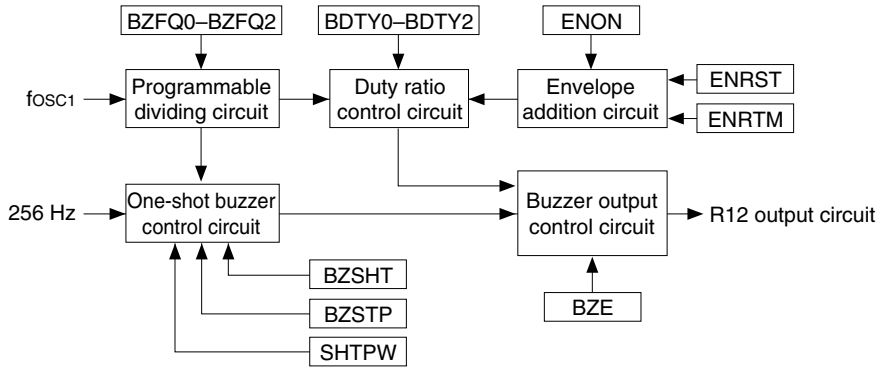 BZFQ0–BZFQ2
BDTY0–BDTY2
ENON
fOSC1
Programmable
dividing circuit
Duty ratio
control circuit
Envelope
addition circuit
ENRST
ENRTM
256 Hz
One-shot buzzer
control circuit
Buzzer output
control circuit
R12 output circuit
BZSHT
BZSTP
SHTPW
BZE